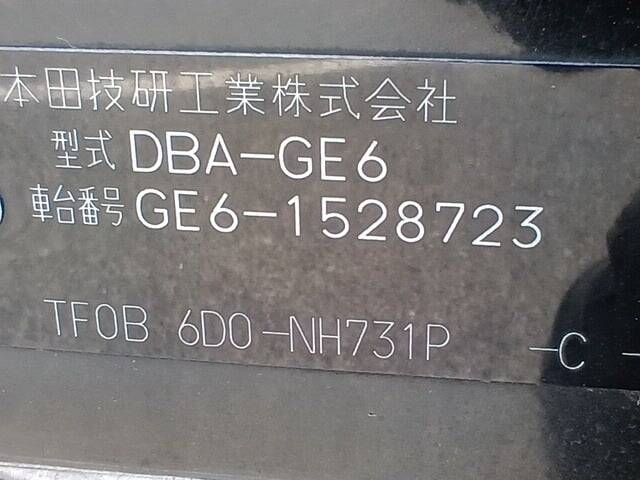 本田技研工業株式会社
型式 DBA-GE6
車台番号 GE6-1528723
TF0B 6D0-NH731P -C -